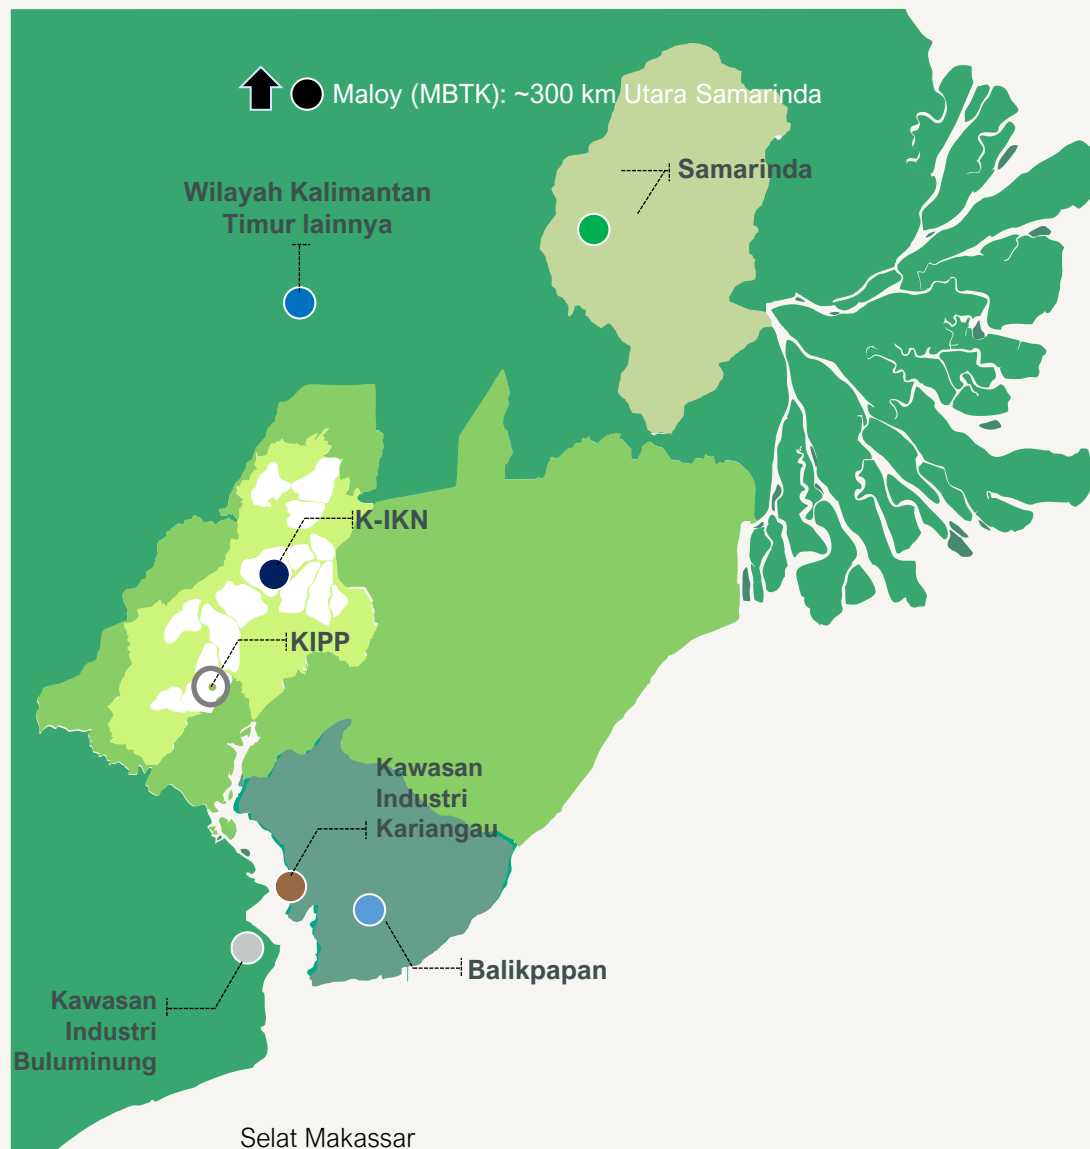 Maloy (MBTK): ~300 km Utara Samarinda
Samarinda
Wilayah Kalimantan
Timur lainnya
K-IKN
KIPP
Kawasan
Industri
Kariangau
Balikpapan
Kawasan
Industri
Buluminung
Selat Makassar